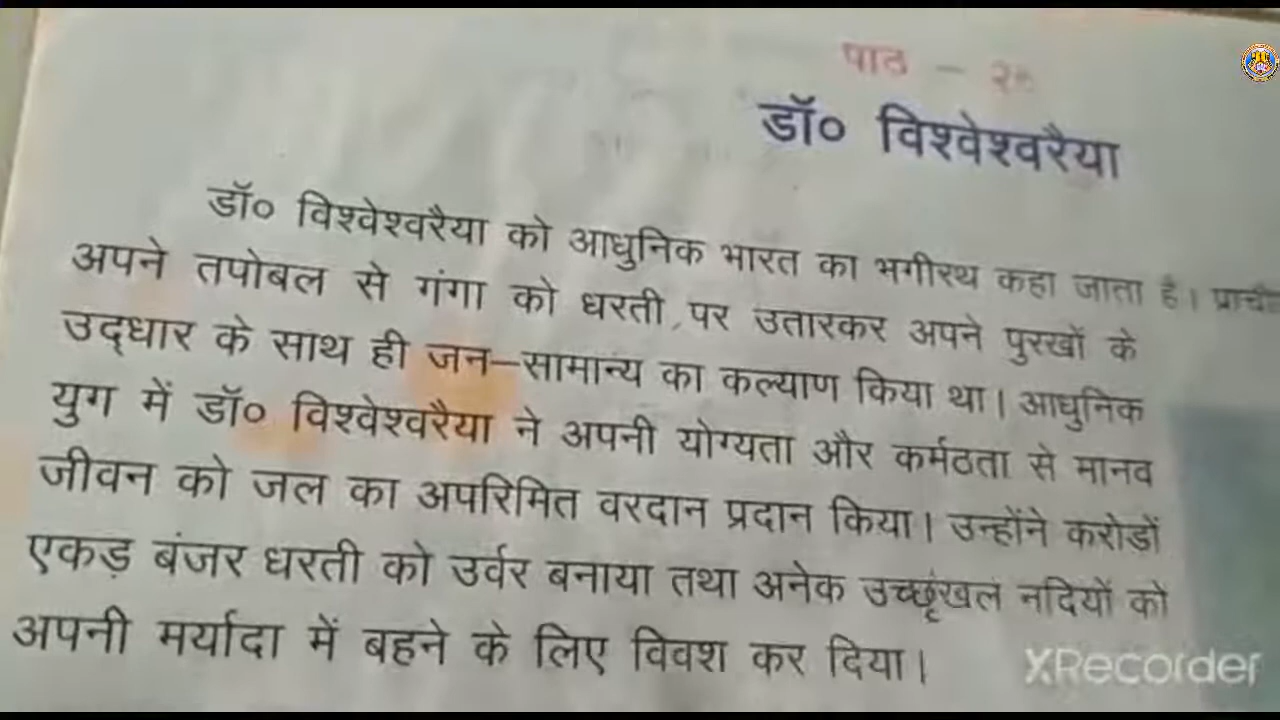 पाठ –
डॉ० विश्वेश्वरैया
डॉ० विश्वेश्वरैया को आधुनिक भारत का भगीरथ कहा जाता है।
अपने तपोबल से गंगा को धरती पर उतारकर अपने पुरखों के
उद्धार के साथ ही जन–सामान्य का कल्याण किया था। आधुनिक
युग में डॉ० विश्वेश्वरैया ने अपनी योग्यता और कर्मठता से मानव
जीवन को जल का अपरिमित वरदान प्रदान किया। उन्होंने करोडों
एकड़ बंजर धरती को उर्वर बनाया तथा अनेक उच्छृंखल नदियों को
अपनी मर्यादा में बहने के लिए विवश कर दिया।
XRecorder